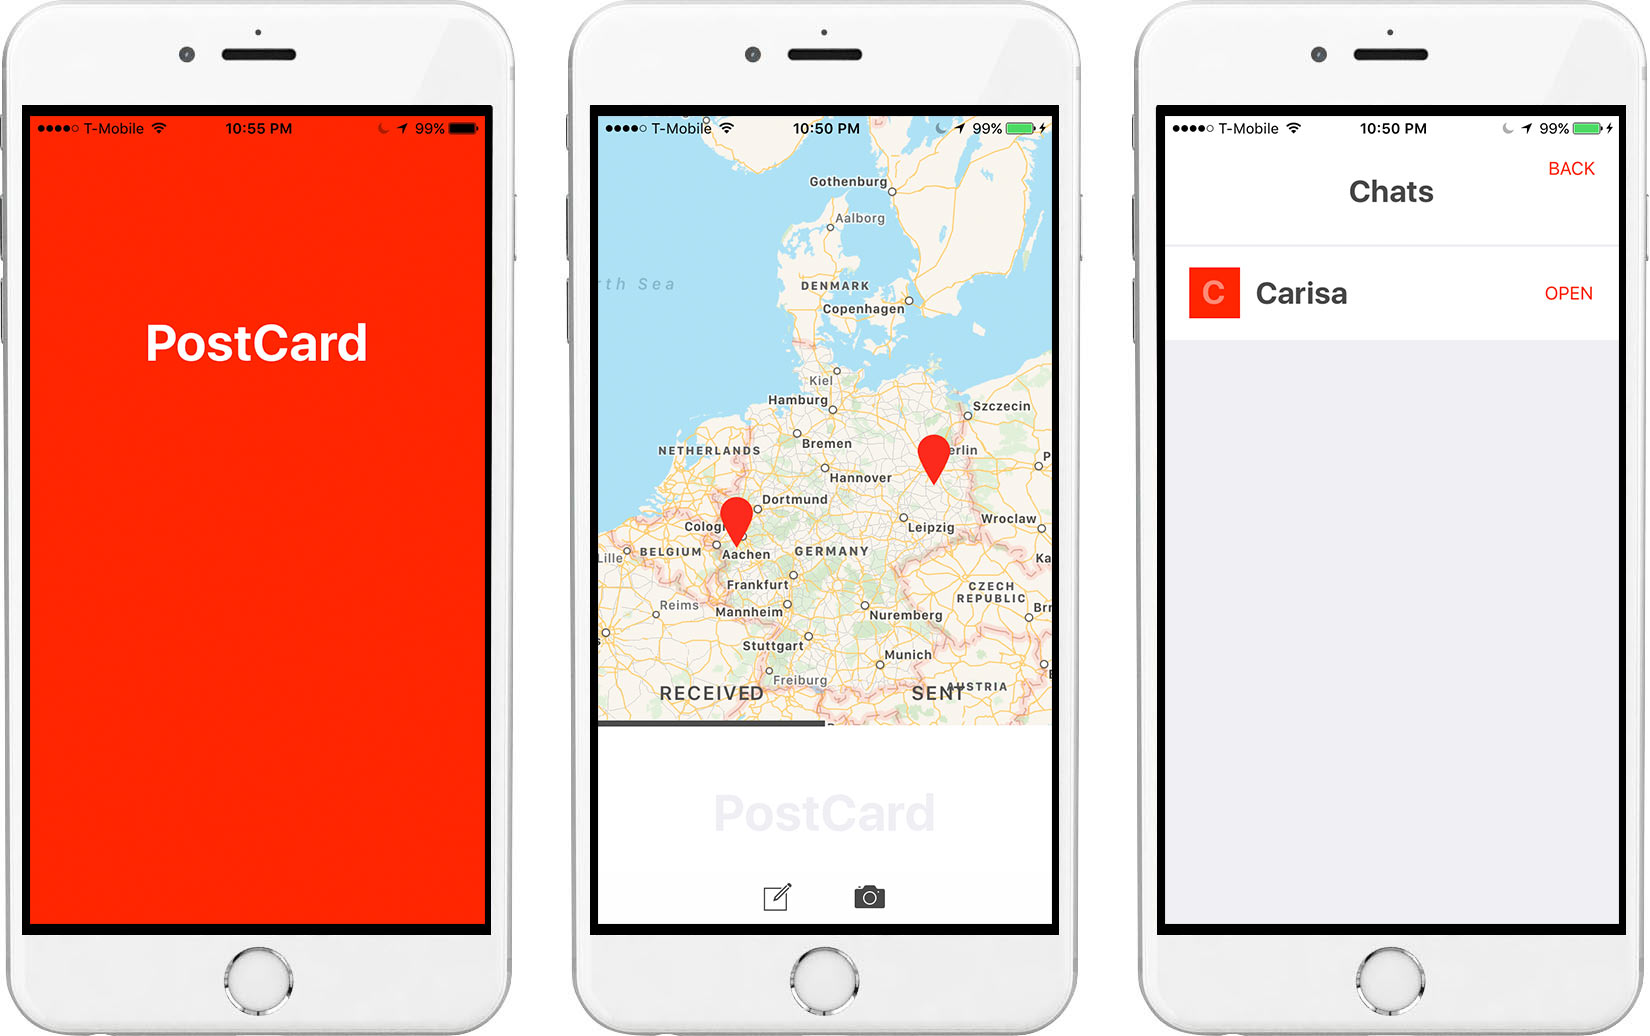 T-Mobile 10:55 PM 99%
PostCard
T-Mobile 10:50 PM 99%
Gothenburg
Aalborg
rth Sea
DENMARK
Copenhagen
Kiel
Hamburg
Szczecin
Bremen
NETHERLANDS
erlin
P
Hannover
Dortmund
Wroclaw
Colog
Leipzig
Lille
BELGIUM
Aachen
GERMANY
Ka
Frankfurt
CZECH
REPUBLIC
Reims
Mannheim
Nuremberg
Brr
Stuttgart
Munich
Freiburg
AUSTRIA
RECEIVED SENT
PostCard
T-Mobile 10:50 PM 99%
BACK
Chats
C Carisa OPEN